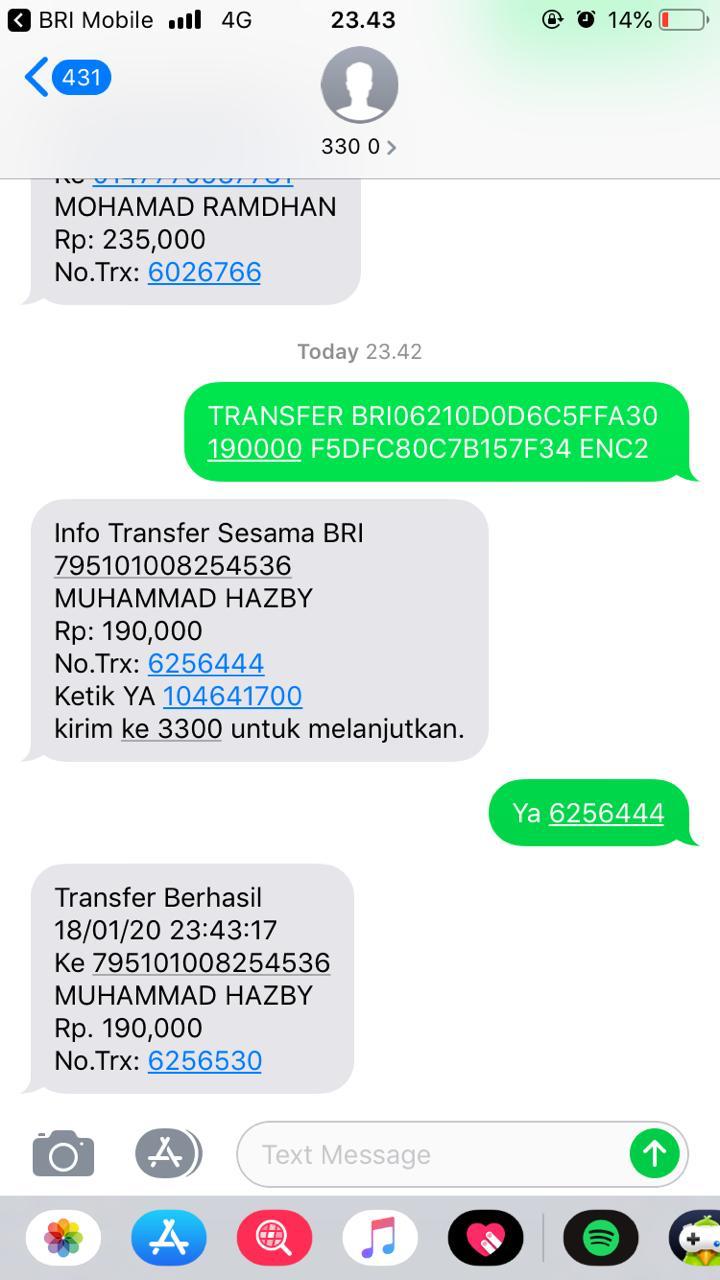 BRI Mobile 4G 23.43 14%
431
330 0
MOHAMAD RAMDHAN
Rp: 235,000
No.Trx: 6026766
Today 23.42
TRANSFER BRI06210D0D6C5FFA30
190000 F5DFC80C7B157F34 ENC2
Info Transfer Sesama BRI
795101008254536
MUHAMMAD HAZBY
Rp: 190,000
No.Trx: 6256444
Ketik YA 104641700
kirim ke 3300 untuk melanjutkan.
Ya 6256444
Transfer Berhasil
18/01/20 23:43:17
Ke 795101008254536
MUHAMMAD HAZBY
Rp. 190,000
No.Trx: 6256530
Text Message